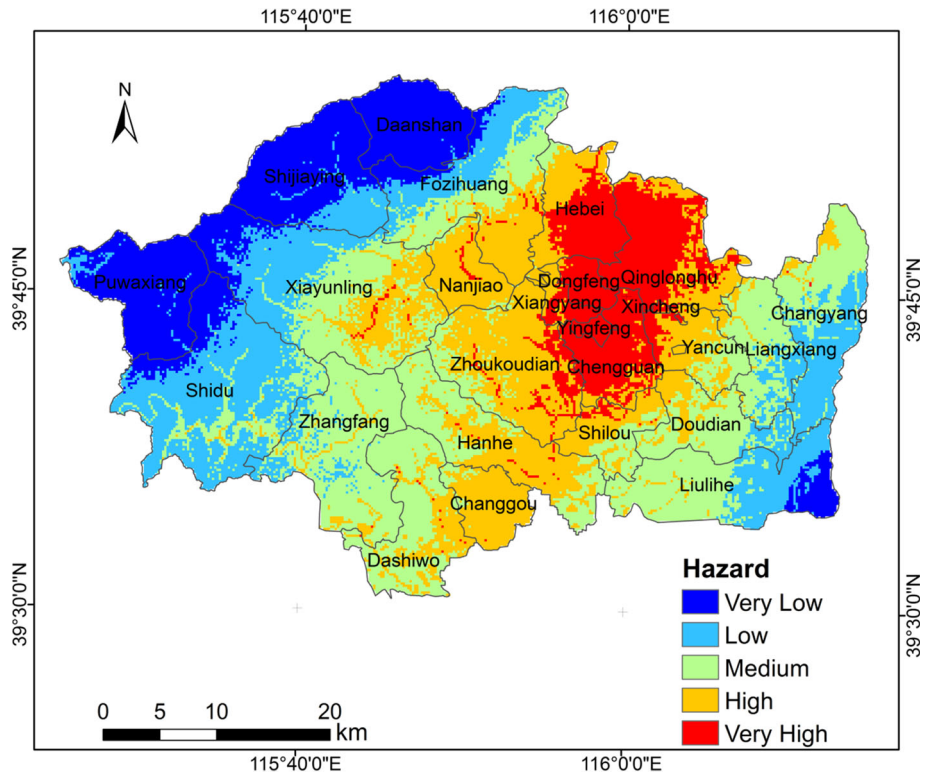 115°40'0"E
116°0'0"E
N
Daanshan
Shijiaying
Fozihuang
Hebei
Puwaxiang
39°45'0"N
Xiayunling
Nanjiao
Dongfeng
Qinglongho
39°45'0"N
Xiangyang
Xincheng
Changyang
Yingfeng
Yancun
Liangxiang
Zhoukoudian
Chengguan
Shidu
Zhangfang
Hanhe
Shilou
Doudian
Liulihe
Changgou
Dashiwo
39°30'0"N
39°30'0"N
Hazard
Very Low
Low
Medium
High
Very High
0 5 10 20
km
115°40'0"E
116°0'0"E